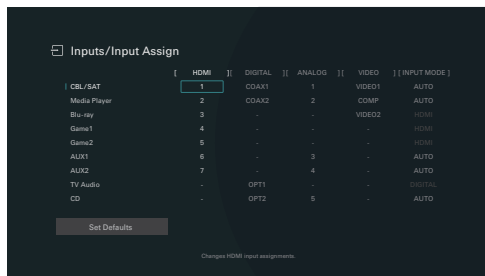 Inputs/Input Assign
[ HDMI ][ DIGITAL ][ ANALOG ][ VIDEO ][ INPUT MODE ]
CBL/SAT 1 COAX1 1 VIDEO1 AUTO
Media Player 2 COAX2 2 COMP AUTO
Blu-ray 3 - - VIDEO2 HDMI
Game1 4 - - - HDMI
Game2 5 - - - HDMI
AUX1 6 - 3 - AUTO
AUX2 7 - 4 - AUTO
TV Audio - OPT1 - - DIGITAL
CD - OPT2 5 - AUTO
Set Defaults
Changes HDMI input assignments.